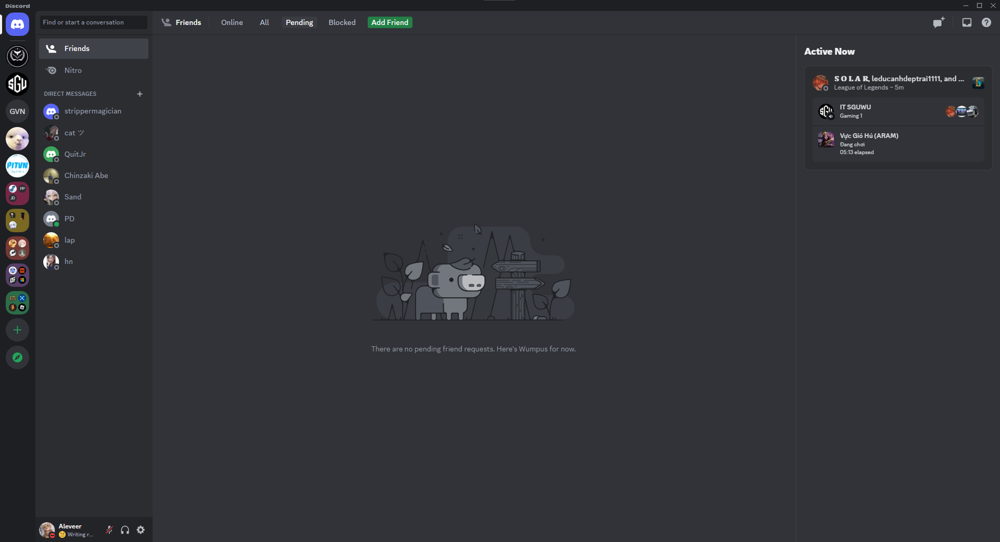 Discord
Find or start a conversation
Friends
Online
All
Pending
Blocked
Add Friend
Friends
Nitro
DIRECT MESSAGES
strippermagician
cat ツ
QuitJr
Chinzaki Abe
Sand
PD
lap
hn
SGU
GVN
PITVN
PP
JD
There are no pending friend requests. Here's Wumpus for now.
Active Now
S O L A R, leducanhdeptrai1111, and ...
League of Legends – 5m
SGU
IT SGUWU
Gaming 1
Vực Gió Hú (ARAM)
Đang chơi
05:13 elapsed
Aleveer
🤔 Writing r...